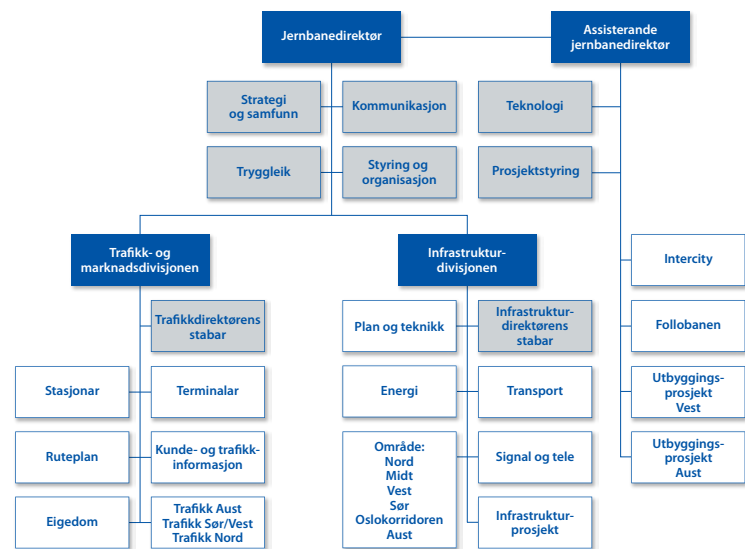 Jernbanedirektør
Assisterande
jernbanedirektør
Strategi
og samfunn
Kommunikasjon
Teknologi
Tryggleik
Styring og
organisasjon
Prosjektstyring
Trafikk- og
marknadsdivisjonen
Infrastruktur-
divisjonen
Intercity
Trafikkdirektørens
stabar
Plan og teknikk
Infrastruktur-
direktørens
stabar
Follobanen
Stasjonar
Terminalar
Energi
Transport
Utbyggings-
prosjekt
Vest
Ruteplan
Kunde- og trafikk-
informasjon
Område:
Nord
Midt
Vest
Sør
Oslokorridoren
Aust
Signal og tele
Utbyggings-
prosjekt
Aust
Eigedom
Trafikk Aust
Trafikk Sør/Vest
Trafikk Nord
Infrastruktur-
prosjekt